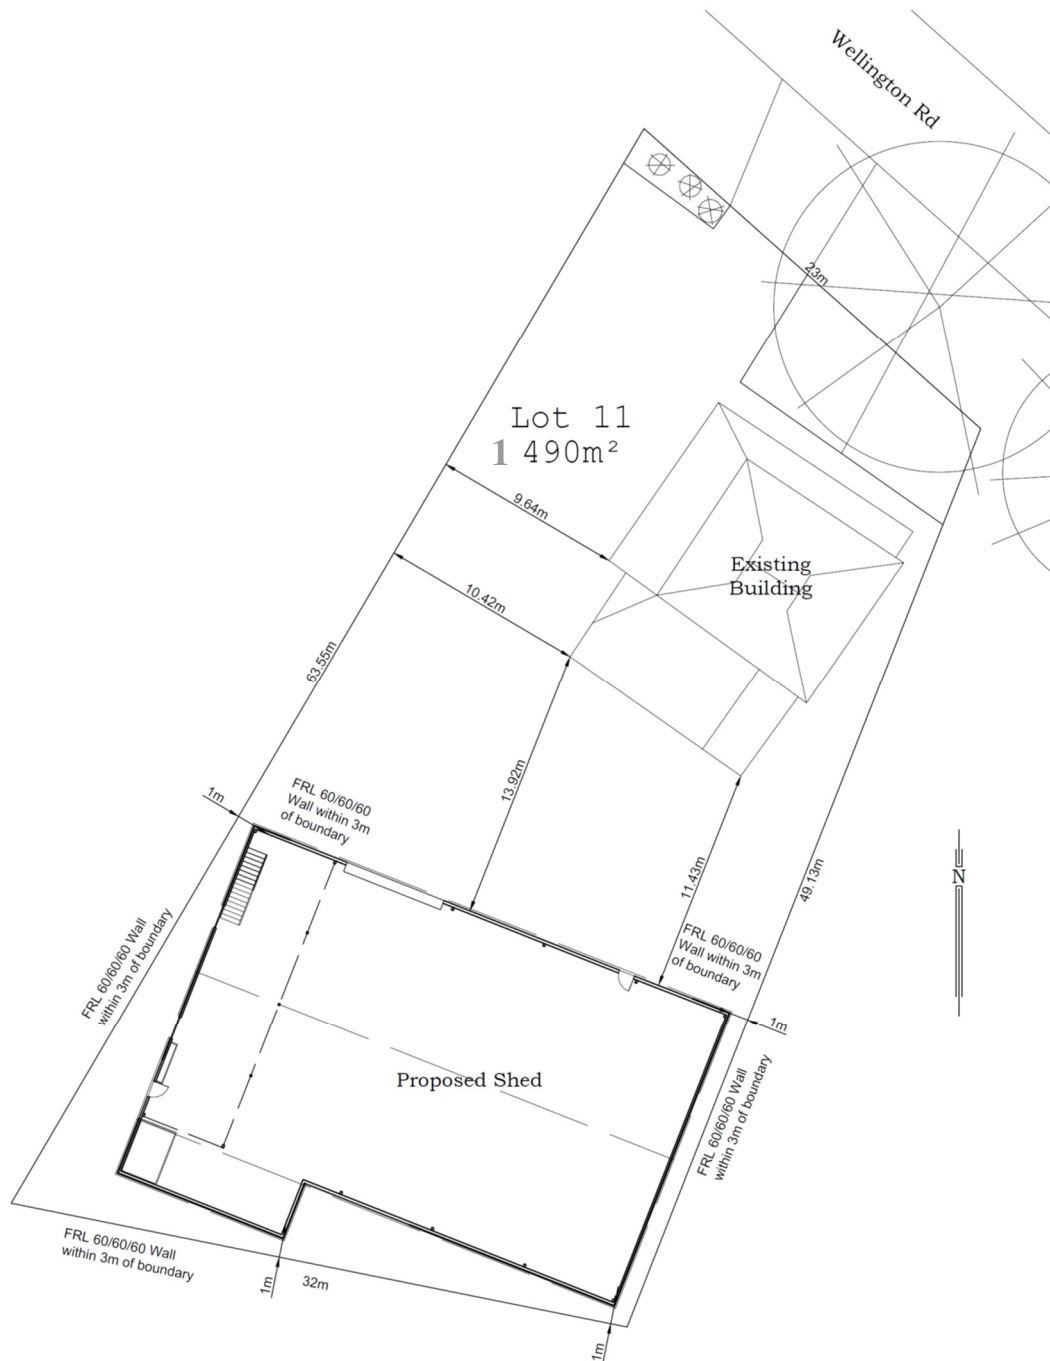 Wellington Rd
23m
Lot 11
1 490m²
9.64m
Existing
Building
10.42m
63.55m
13.92m
FRL 60/60/60
Wall within 3m
of boundary
1m
11.43m
49.13m
N
FRL 60/60/60
Wall within 3m
of boundary
FRL 60/60/60 Wall
within 3m of boundary
1m
Proposed Shed
FRL 60/60/60 Wall
within 3m of boundary
FRL 60/60/60 Wall
within 3m of boundary
1m
32m
1m